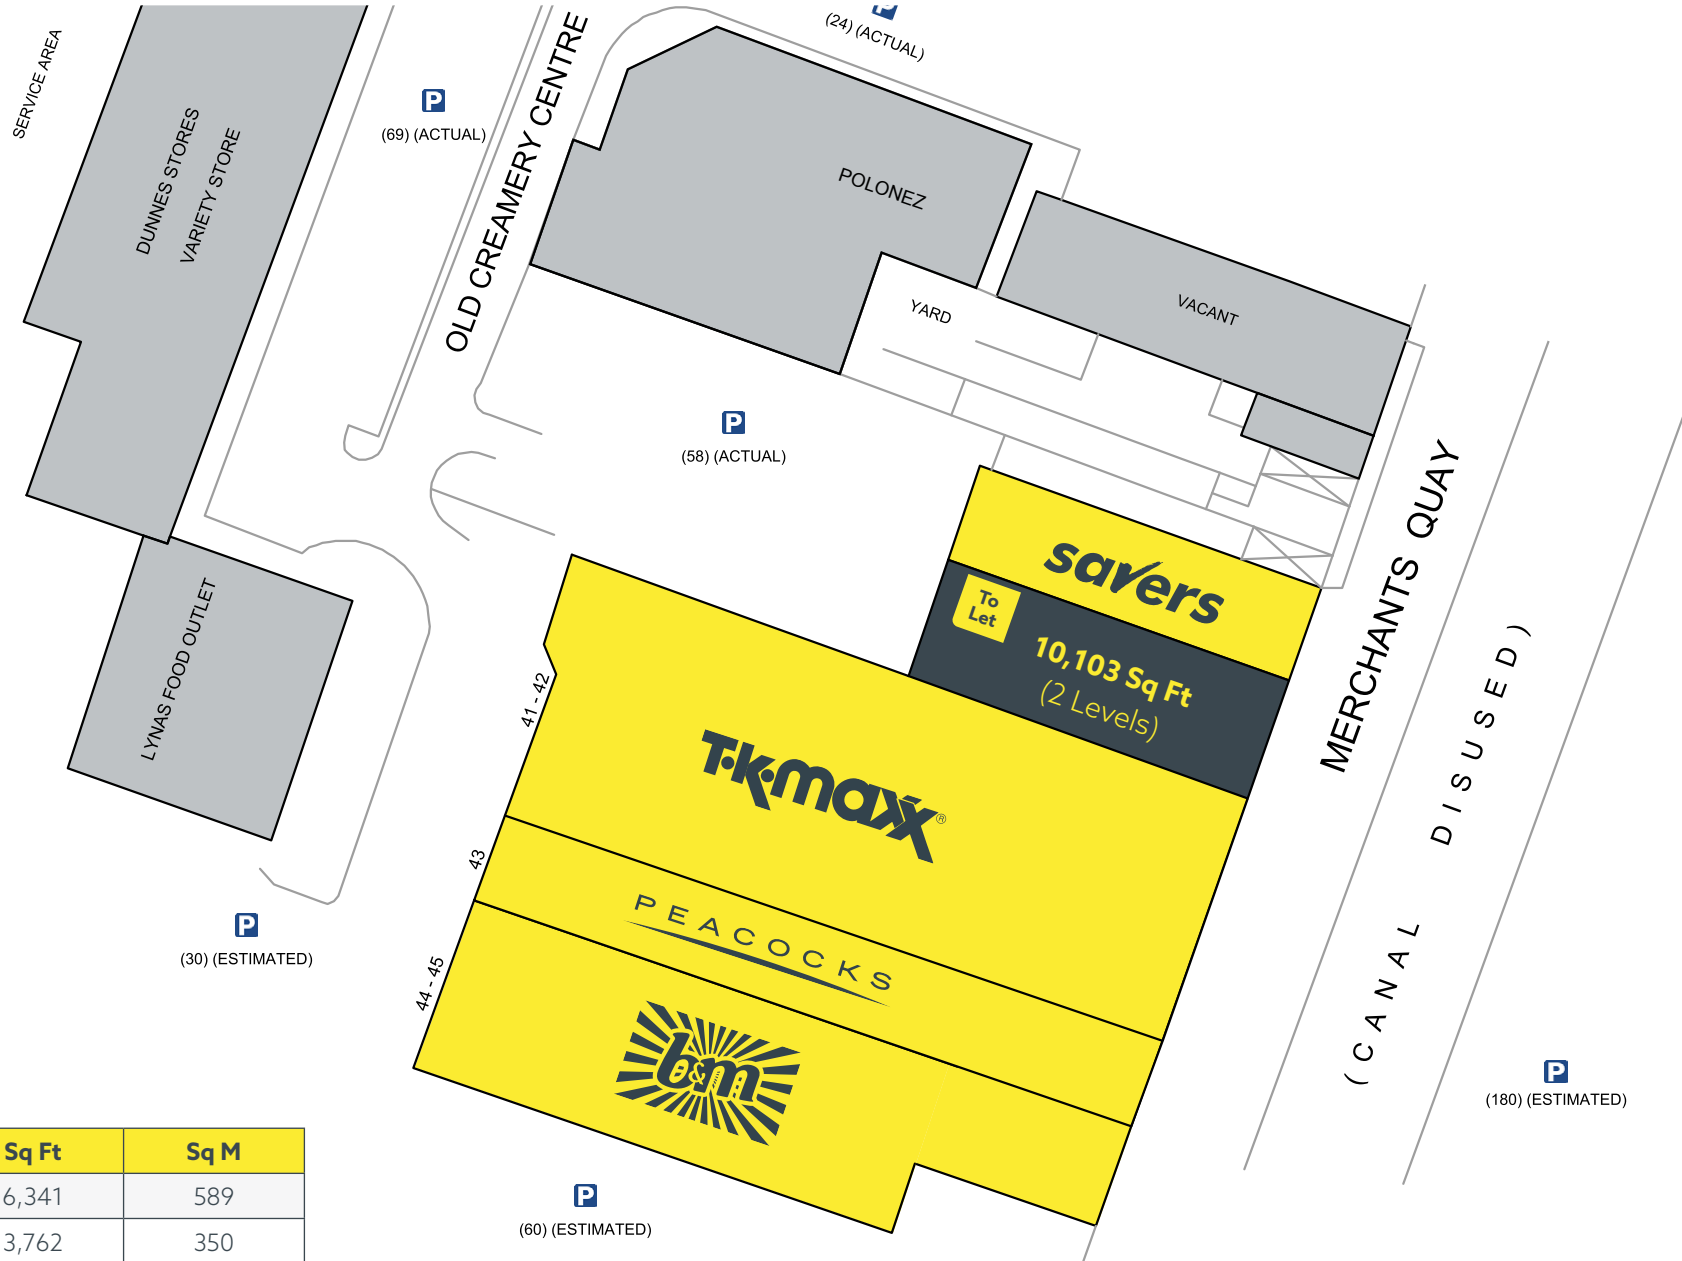 SERVICE AREA
DUNNES STORES
VARIETY STORE
P
(69) (ACTUAL)
OLD CREAMERY CENTRE
P
(24) (ACTUAL)
POLONEZ
YARD
VACANT
P
(58) (ACTUAL)
LYNAS FOOD OUTLET
savers
To
Let
10,103 Sq Ft
(2 Levels)
MERCHANTS QUAY
(CANAL DISUSED)
41 - 42
T·k·maxx®
43
PEACOCKS
44 - 45
b&m
P
(30) (ESTIMATED)
P
(180) (ESTIMATED)
P
(60) (ESTIMATED)
Sq Ft Sq M
6,341 589
3,762 350